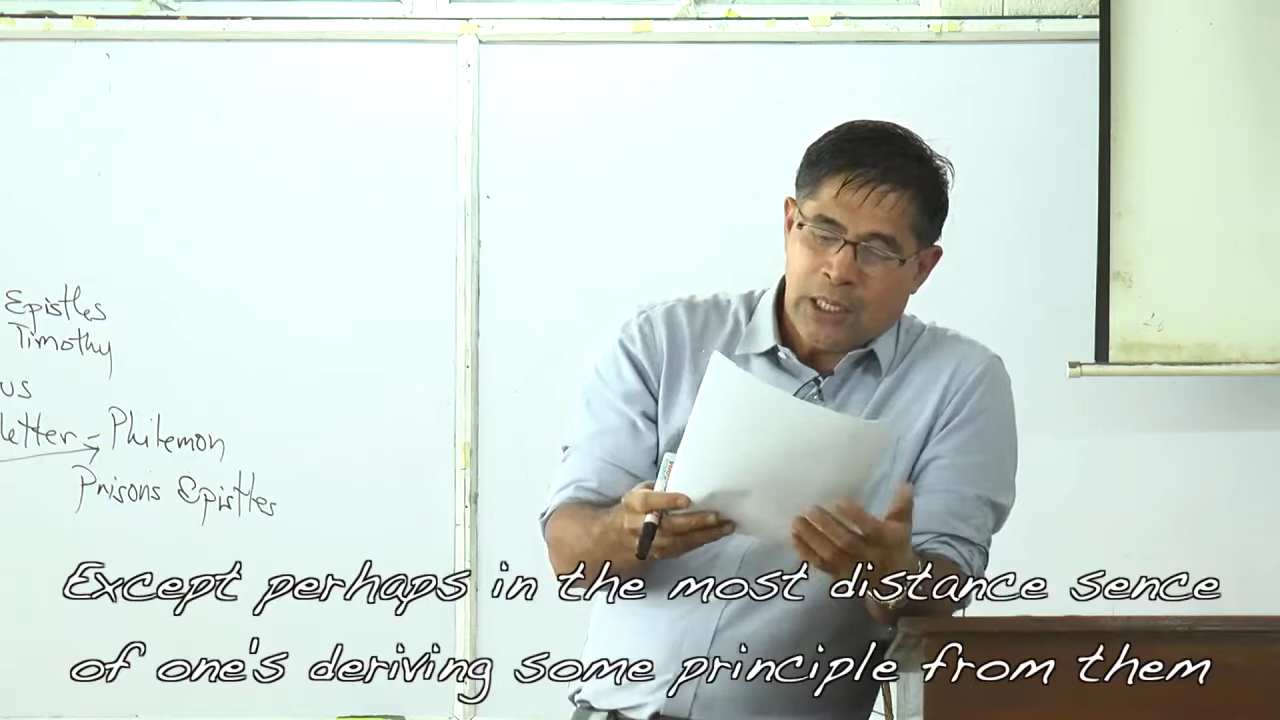 Epistles
Timothy
us
letter - Philemon
Prisons Epistles
Except perhaps in the most distance sence
of one's deriving some principle from them